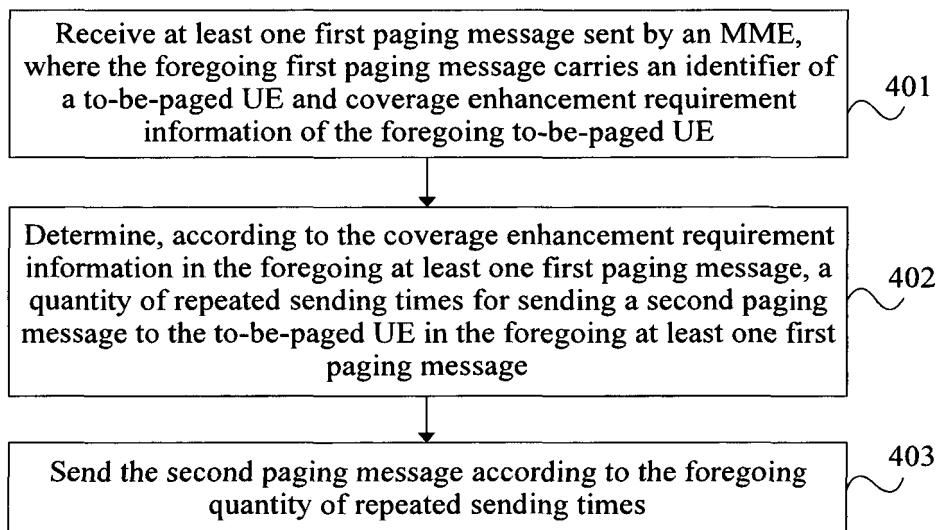 Receive at least one first paging message sent by an MME,
where the foregoing first paging message carries an identifier of
a to-be-paged UE and coverage enhancement requirement
information of the foregoing to-be-paged UE
401
Determine, according to the coverage enhancement requirement
information in the foregoing at least one first paging message, a
quantity of repeated sending times for sending a second paging
message to the to-be-paged UE in the foregoing at least one first
paging message
402
Send the second paging message according to the foregoing
quantity of repeated sending times
403